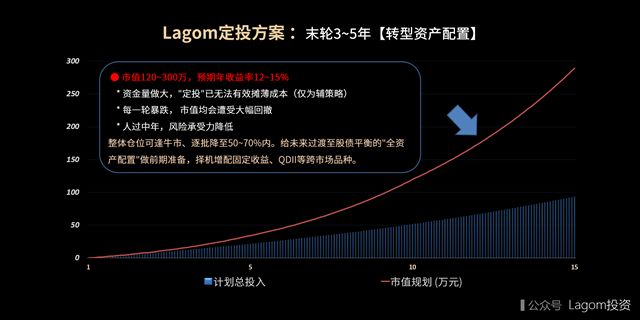 Lagom定投方案： 末轮3~5年【转型资产配置】
300
250
200
150
100
50
0
● 市值120~300万，预期年收益率12~15%
* 资金量做大，"定投"已无法有效摊薄成本（仅为辅策略）
* 每一轮暴跌， 市值均会遭受大幅回撤
* 人过中年，风险承受力降低
整体仓位可逢牛市、逐批降至50~70%内。给未来过渡至股债平衡的"全资
产配置"做前期准备，择机增配固定收益、QDII等跨市场品种。
1 5 10 15
计划总投入 市值规划 (万元)
公众号 Lagom投资